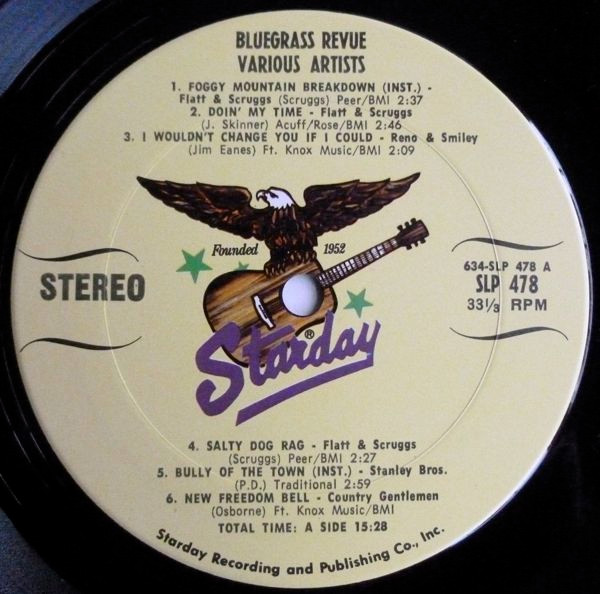 BLUEGRASS REVUE
VARIOUS ARTISTS
1. FOGGY MOUNTAIN BREAKDOWN (INST.) -
Flatt & Scruggs (Scruggs) Peer/BMI 2:37
2. DOIN' MY TIME - Flatt & Scruggs
(J. Skinner) Acuff/Rose/BMI 2:46
3. I WOULDN'T CHANGE YOU IF I COULD - Reno & Smiley
(Jim Eanes) Ft. Knox Music/BMI 2:09
Founded 1952
STEREO
634-SLP 478 A
SLP 478
33⅓ RPM
Starday®
4. SALTY DOG RAG - Flatt & Scruggs
(Scruggs) Peer/BMI 2:27
5. BULLY OF THE TOWN (INST.) - Stanley Bros.
(P.D.) Traditional 2:59
6. NEW FREEDOM BELL - Country Gentlemen
(Osborne) Ft. Knox Music/BMI
TOTAL TIME: A SIDE 15:28
Starday Recording and Publishing Co., Inc.